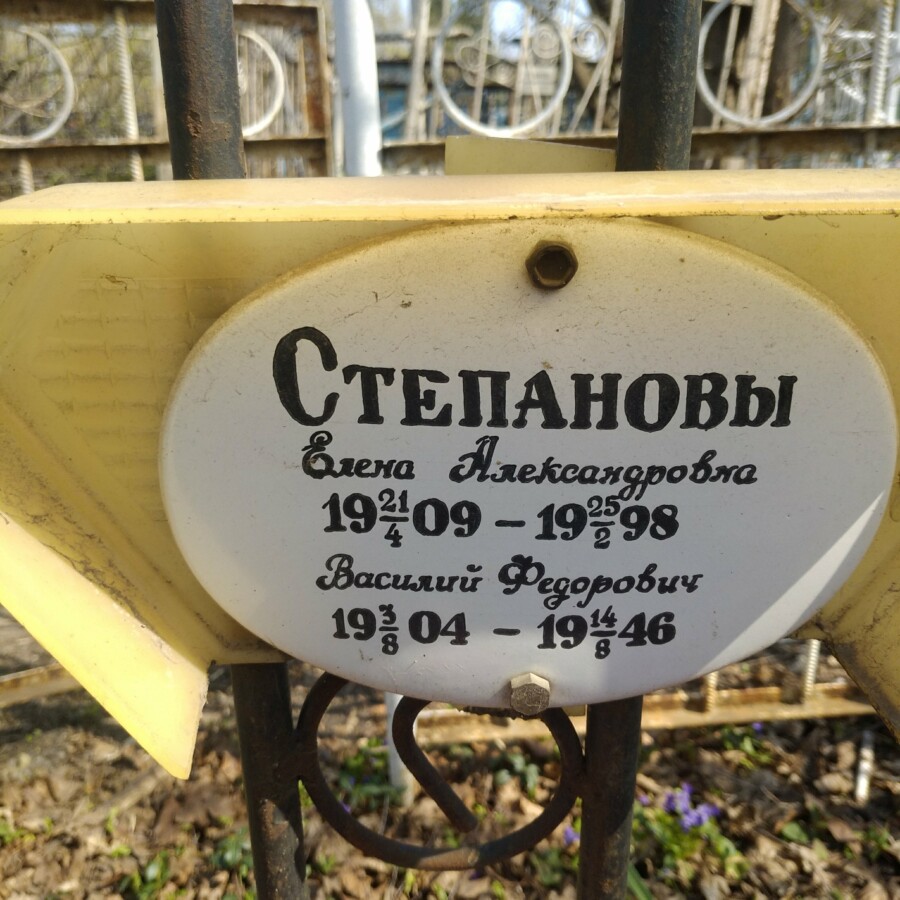 Степановы
Елена Александровна
19 21/4 09 – 19 25/2 98
Василий Федорович
19 3/8 04 – 19 14/8 46